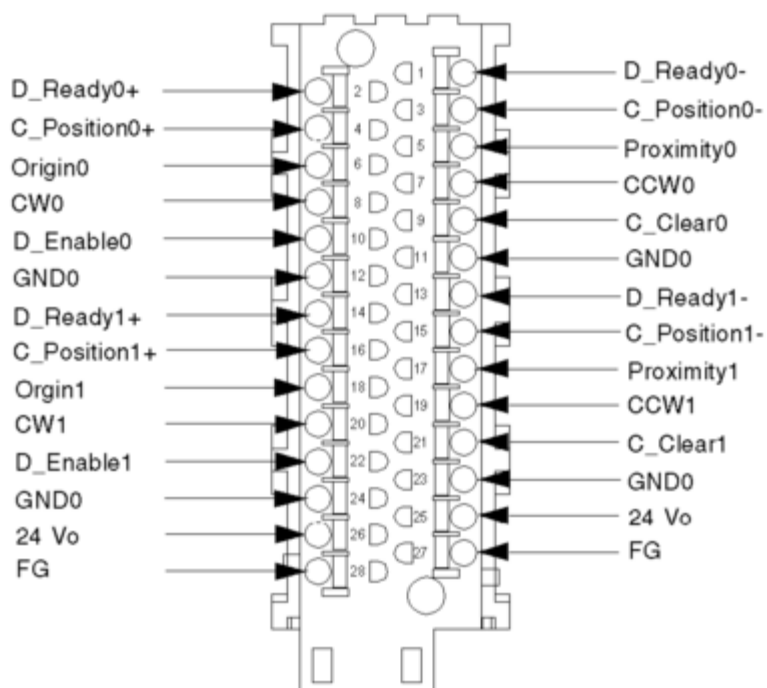 D_Ready0+ 2 1 D_Ready0-
C_Position0+ 4 3 C_Position0-
Origin0 6 5 Proximity0
CW0 8 7 CCW0
D_Enable0 10 9 C_Clear0
GND0 12 11 GND0
D_Ready1+ 14 13 D_Ready1-
C_Position1+ 16 15 C_Position1-
Orgin1 18 17 Proximity1
CW1 20 19 CCW1
D_Enable1 22 21 C_Clear1
GND0 24 23 GND0
24 Vo 26 25 24 Vo
FG 28 27 FG